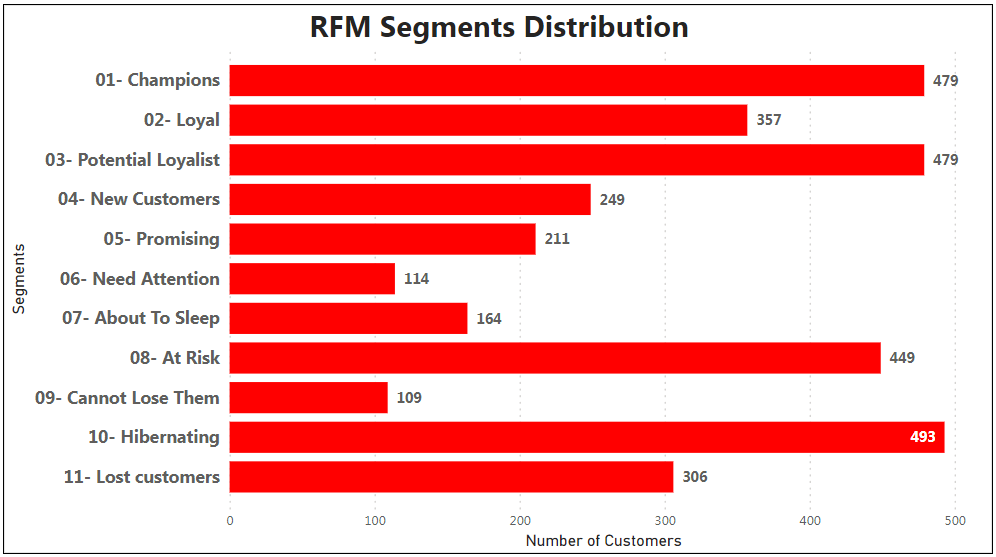 RFM Segments Distribution
01- Champions 479
02- Loyal 357
03- Potential Loyalist 479
04- New Customers 249
05- Promising 211
06- Need Attention 114
07- About To Sleep 164
08- At Risk 449
09- Cannot Lose Them 109
10- Hibernating 493
11- Lost customers 306
Segments
0 100 200 300 400 500
Number of Customers